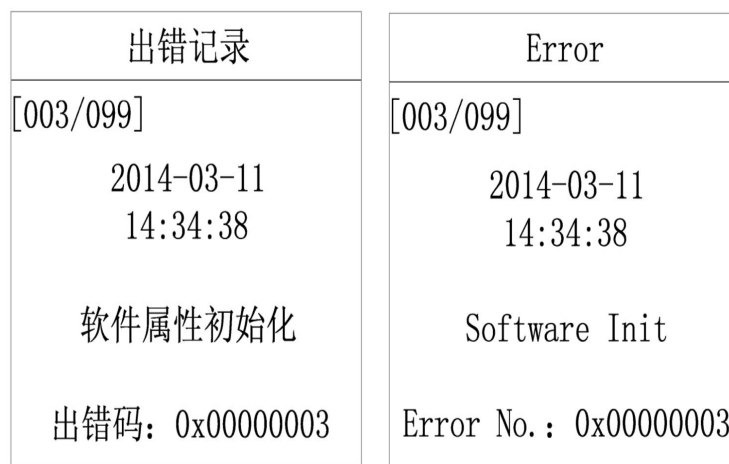 出错记录
[003/099]
2014-03-11
14:34:38
软件属性初始化
出错码：0x00000003
Error
[003/099]
2014-03-11
14:34:38
Software Init
Error No.：0x00000003